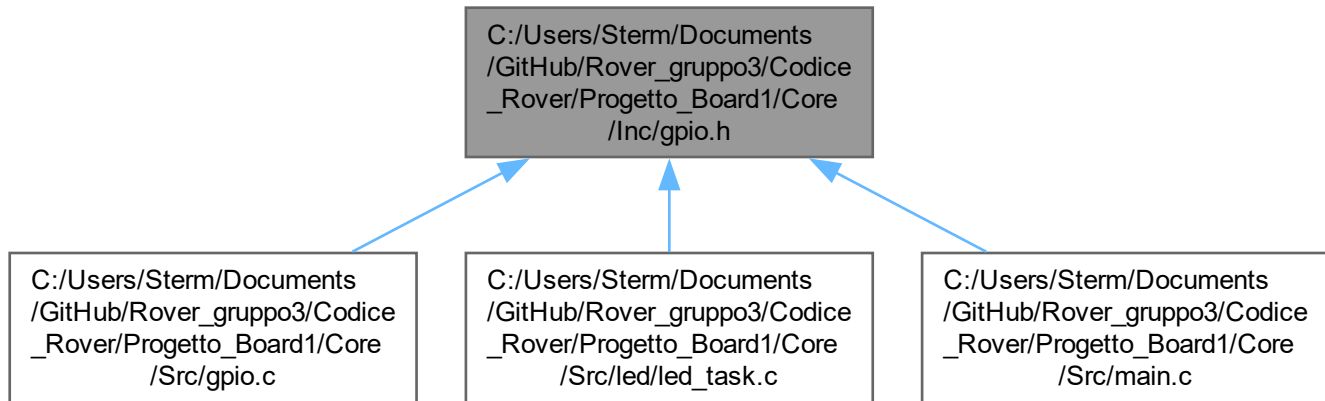 C:/Users/Sterm/Documents
/GitHub/Rover_gruppo3/Codice
_Rover/Progetto_Board1/Core
/Inc/gpio.h
C:/Users/Sterm/Documents
/GitHub/Rover_gruppo3/Codice
_Rover/Progetto_Board1/Core
/Src/gpio.c
C:/Users/Sterm/Documents
/GitHub/Rover_gruppo3/Codice
_Rover/Progetto_Board1/Core
/Src/led/led_task.c
C:/Users/Sterm/Documents
/GitHub/Rover_gruppo3/Codice
_Rover/Progetto_Board1/Core
/Src/main.c